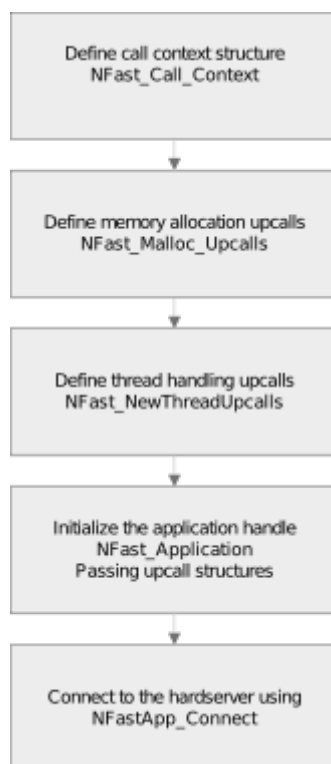 Define call context structure
NFast_Call_Context
Define memory allocation upcalls
NFast_Malloc_Upcalls
Define thread handling upcalls
NFast_NewThreadUpcalls
Initialize the application handle
NFast_Application
Passing upcall structures
Connect to the hardserver using
NFastApp_Connect